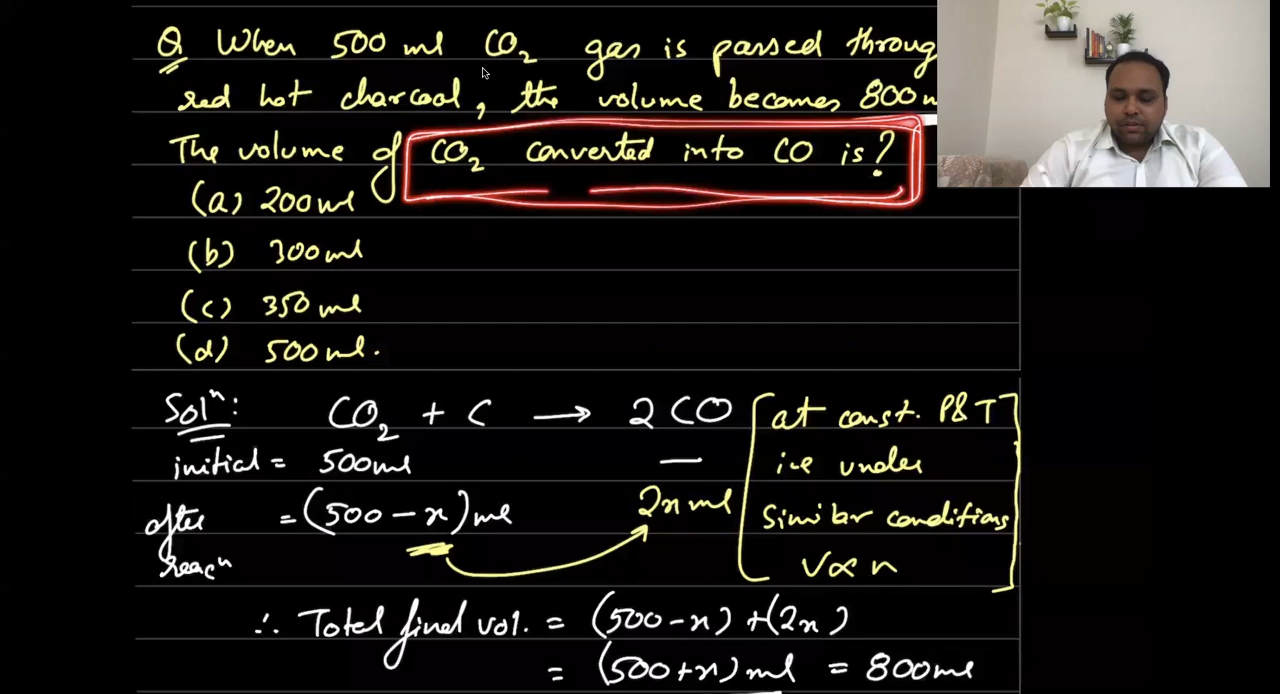 Q When 500 ml CO₂ gas is passed throug
red hot charcoal, the volume becomes 800
The volume of CO₂ converted into CO is?
(a) 200 ml
(b) 300 ml
(c) 350 ml
(d) 500 ml.
Solⁿ: CO₂ + C → 2CO [at const. P&T]
initial = 500ml — i.e under
after = (500 - x) ml 2x ml Similar conditions
reacⁿ V ∝ n
∴ Total final vol. = (500 - x) + (2x)
= (500 + x) ml = 800 ml